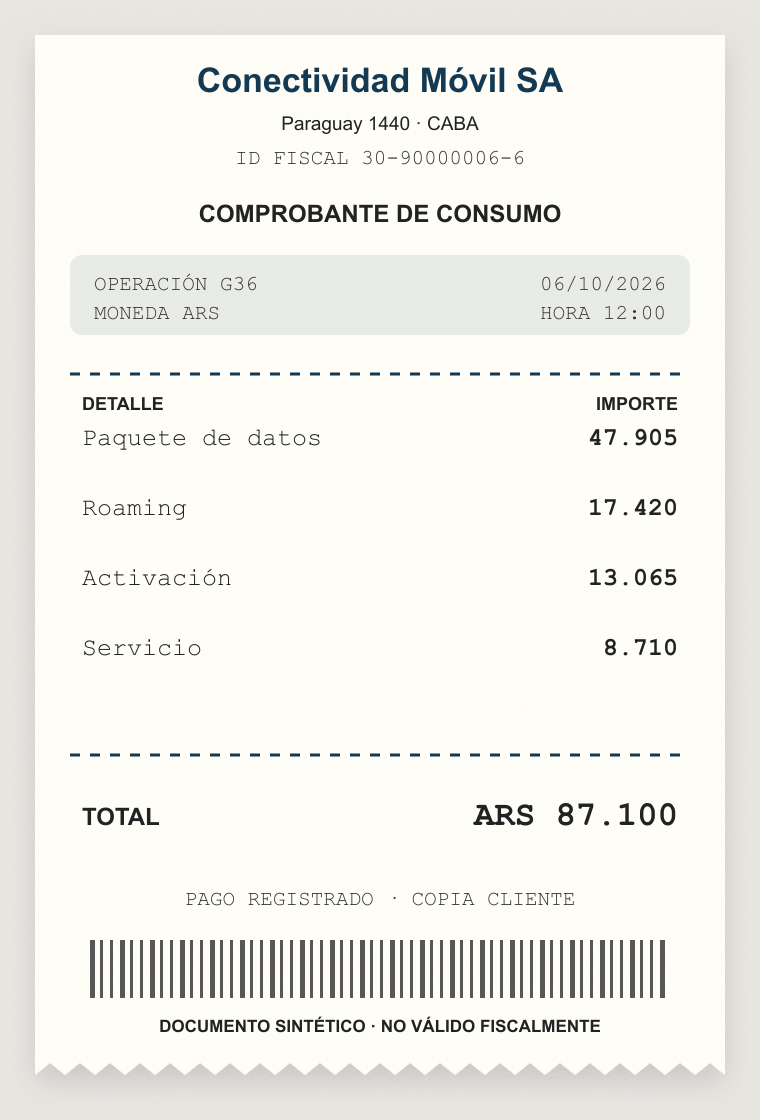 Conectividad Móvil SA
Paraguay 1440 · CABA
ID FISCAL 30-90000006-6
COMPROBANTE DE CONSUMO
OPERACIÓN G36 06/10/2026
MONEDA ARS HORA 12:00
DETALLE IMPORTE
Paquete de datos 47.905
Roaming 17.420
Activación 13.065
Servicio 8.710
TOTAL ARS 87.100
PAGO REGISTRADO · COPIA CLIENTE
DOCUMENTO SINTÉTICO · NO VÁLIDO FISCALMENTE